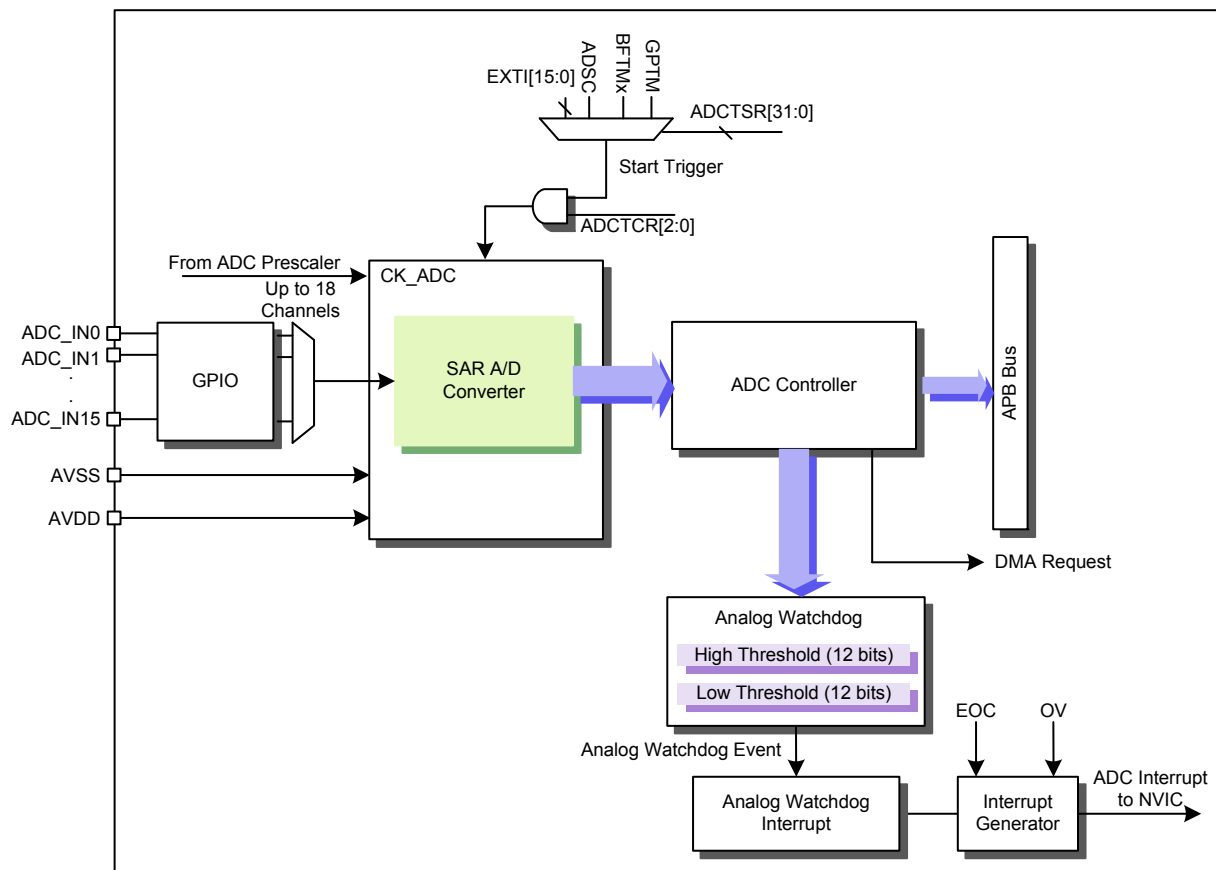 EXTI[15:0]
ADSC
BFTMx
GPTM
ADCTSR[31:0]
Start Trigger
ADCTCR[2:0]
From ADC Prescaler
CK_ADC
Up to 18
Channels
ADC_IN0
ADC_IN1
.
.
ADC_IN15
GPIO
SAR A/D
Converter
ADC Controller
APB Bus
AVSS
AVDD
DMA Request
Analog Watchdog
High Threshold (12 bits)
Low Threshold (12 bits)
Analog Watchdog Event
EOC
OV
Analog Watchdog
Interrupt
Interrupt
Generator
ADC Interrupt
to NVIC